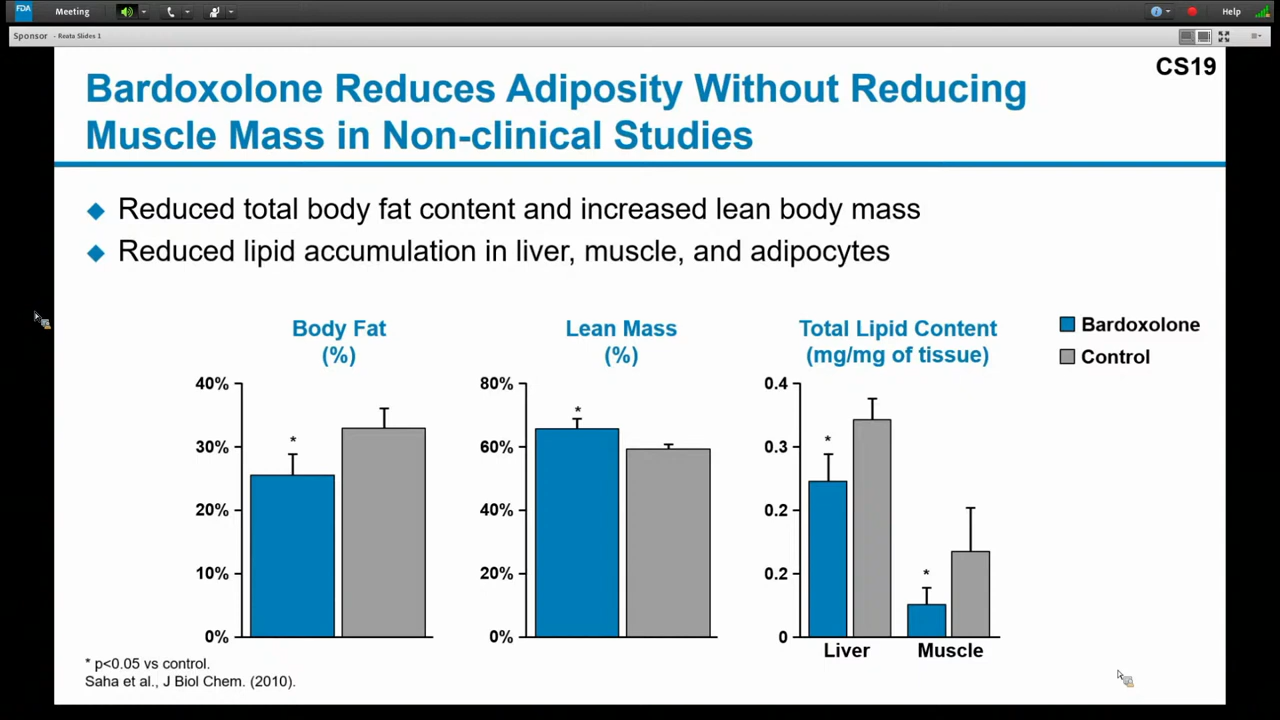 FDA Meeting Help
Sponsor - Reata Slides 1
CS19
Bardoxolone Reduces Adiposity Without Reducing
Muscle Mass in Non-clinical Studies
◆ Reduced total body fat content and increased lean body mass
◆ Reduced lipid accumulation in liver, muscle, and adipocytes
Body Fat
(%)
40%
30%
20%
10%
0%
*
Lean Mass
(%)
80%
60%
40%
20%
0%
*
Total Lipid Content
(mg/mg of tissue)
0.4
0.3
0.2
0.2
0
*
*
Liver Muscle
Bardoxolone
Control
* p<0.05 vs control.
Saha et al., J Biol Chem. (2010).